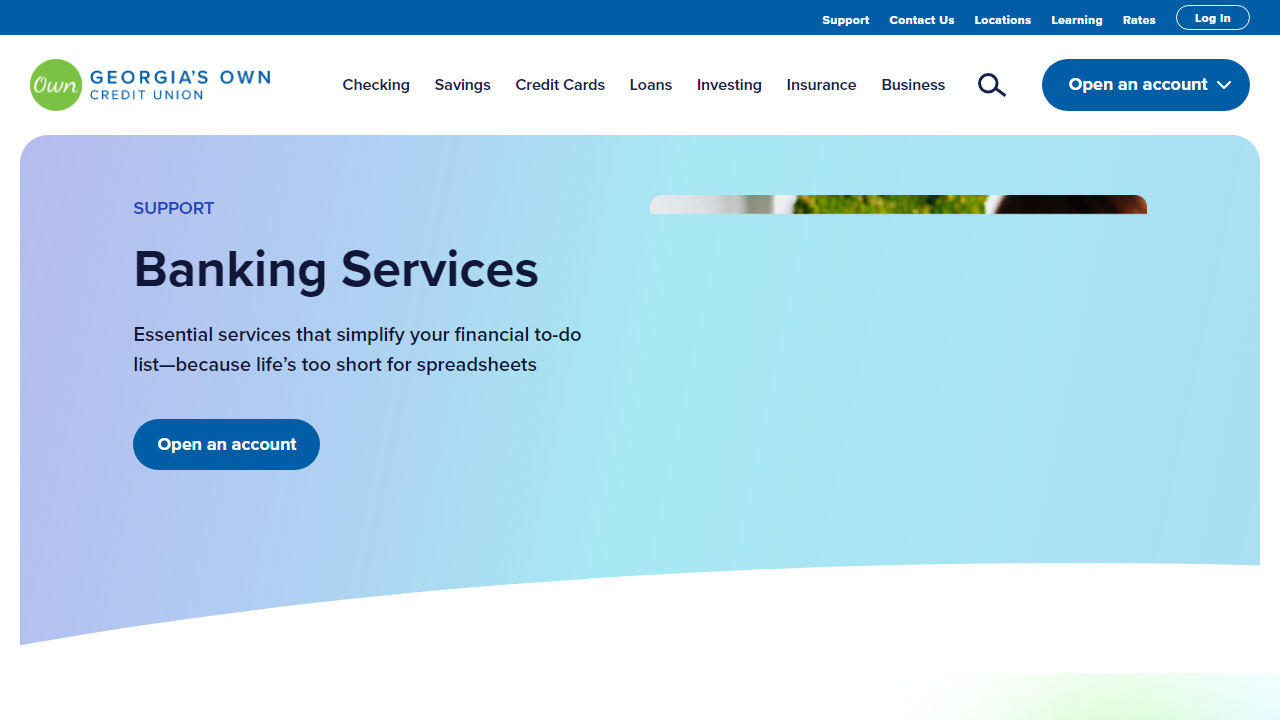 Support Contact Us Locations Learning Rates Log In
Own GEORGIA'S OWN
CREDIT UNION
Checking Savings Credit Cards Loans Investing Insurance Business Open an account
SUPPORT
Banking Services
Essential services that simplify your financial to-do
list—because life’s too short for spreadsheets
Open an account